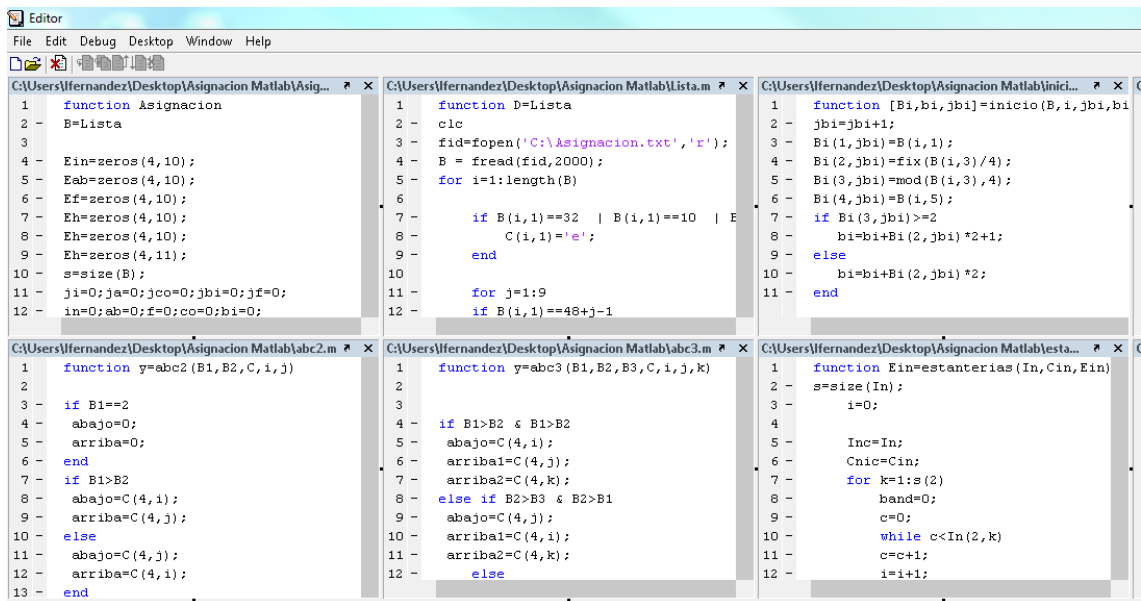 Editor
File Edit Debug Desktop Window Help
C:\Users\lfernandez\Desktop\Asignacion Matlab\Asig...
1 function Asignacion
2 - B=Lista
3
4 - Ein=zeros(4,10);
5 - Eab=zeros(4,10);
6 - Ef=zeros(4,10);
7 - Eh=zeros(4,10);
8 - Eh=zeros(4,10);
9 - Eh=zeros(4,11);
10 - s=size(B);
11 - ji=0;ja=0;jco=0;jbi=0;jf=0;
12 - in=0;ab=0;f=0;co=0;bi=0;
C:\Users\lfernandez\Desktop\Asignacion Matlab\Lista.m
1 function D=Lista
2 - clc
3 - fid=fopen('C:\Asignacion.txt','r');
4 - B = fread(fid,2000);
5 - for i=1:length(B)
6
7 - if B(i,1)==32 | B(i,1)==10 |
8 - C(i,1)='e';
9 - end
10
11 - for j=1:9
12 - if B(i,1)==48+j-1
C:\Users\lfernandez\Desktop\Asignacion Matlab\inici...
1 function [Bi,bi,jbi]=inicio(B,i,jbi,bi
2 - jbi=jbi+1;
3 - Bi(1,jbi)=B(i,1);
4 - Bi(2,jbi)=fix(B(i,3)/4);
5 - Bi(3,jbi)=mod(B(i,3),4);
6 - Bi(4,jbi)=B(i,5);
7 - if Bi(3,jbi)>=2
8 - bi=bi+Bi(2,jbi)*2+1;
9 - else
10 - bi=bi+Bi(2,jbi)*2;
11 - end
C:\Users\lfernandez\Desktop\Asignacion Matlab\abc2.m
1 function y=abc2(B1,B2,C,i,j)
2
3 - if B1==2
4 - abajo=0;
5 - arriba=0;
6 - end
7 - if B1>B2
8 - abajo=C(4,i);
9 - arriba=C(4,j);
10 - else
11 - abajo=C(4,j);
12 - arriba=C(4,i);
13 - end
C:\Users\lfernandez\Desktop\Asignacion Matlab\abc3.m
1 function y=abc3(B1,B2,B3,C,i,j,k)
2
3
4 - if B1>B2 & B1>B2
5 - abajo=C(4,i);
6 - arriba1=C(4,j);
7 - arriba2=C(4,k);
8 - else if B2>B3 & B2>B1
9 - abajo=C(4,j);
10 - arriba1=C(4,i);
11 - arriba2=C(4,k);
12 - else
C:\Users\lfernandez\Desktop\Asignacion Matlab\esta...
1 function Ein=estanterias(In,Cin,Ein)
2 - s=size(In);
3 - i=0;
4
5 - Inc=In;
6 - Cnic=Cin;
7 - for k=1:s(2)
8 - band=0;
9 - c=0;
10 - while c<In(2,k)
11 - c=c+1;
12 - i=i+1;